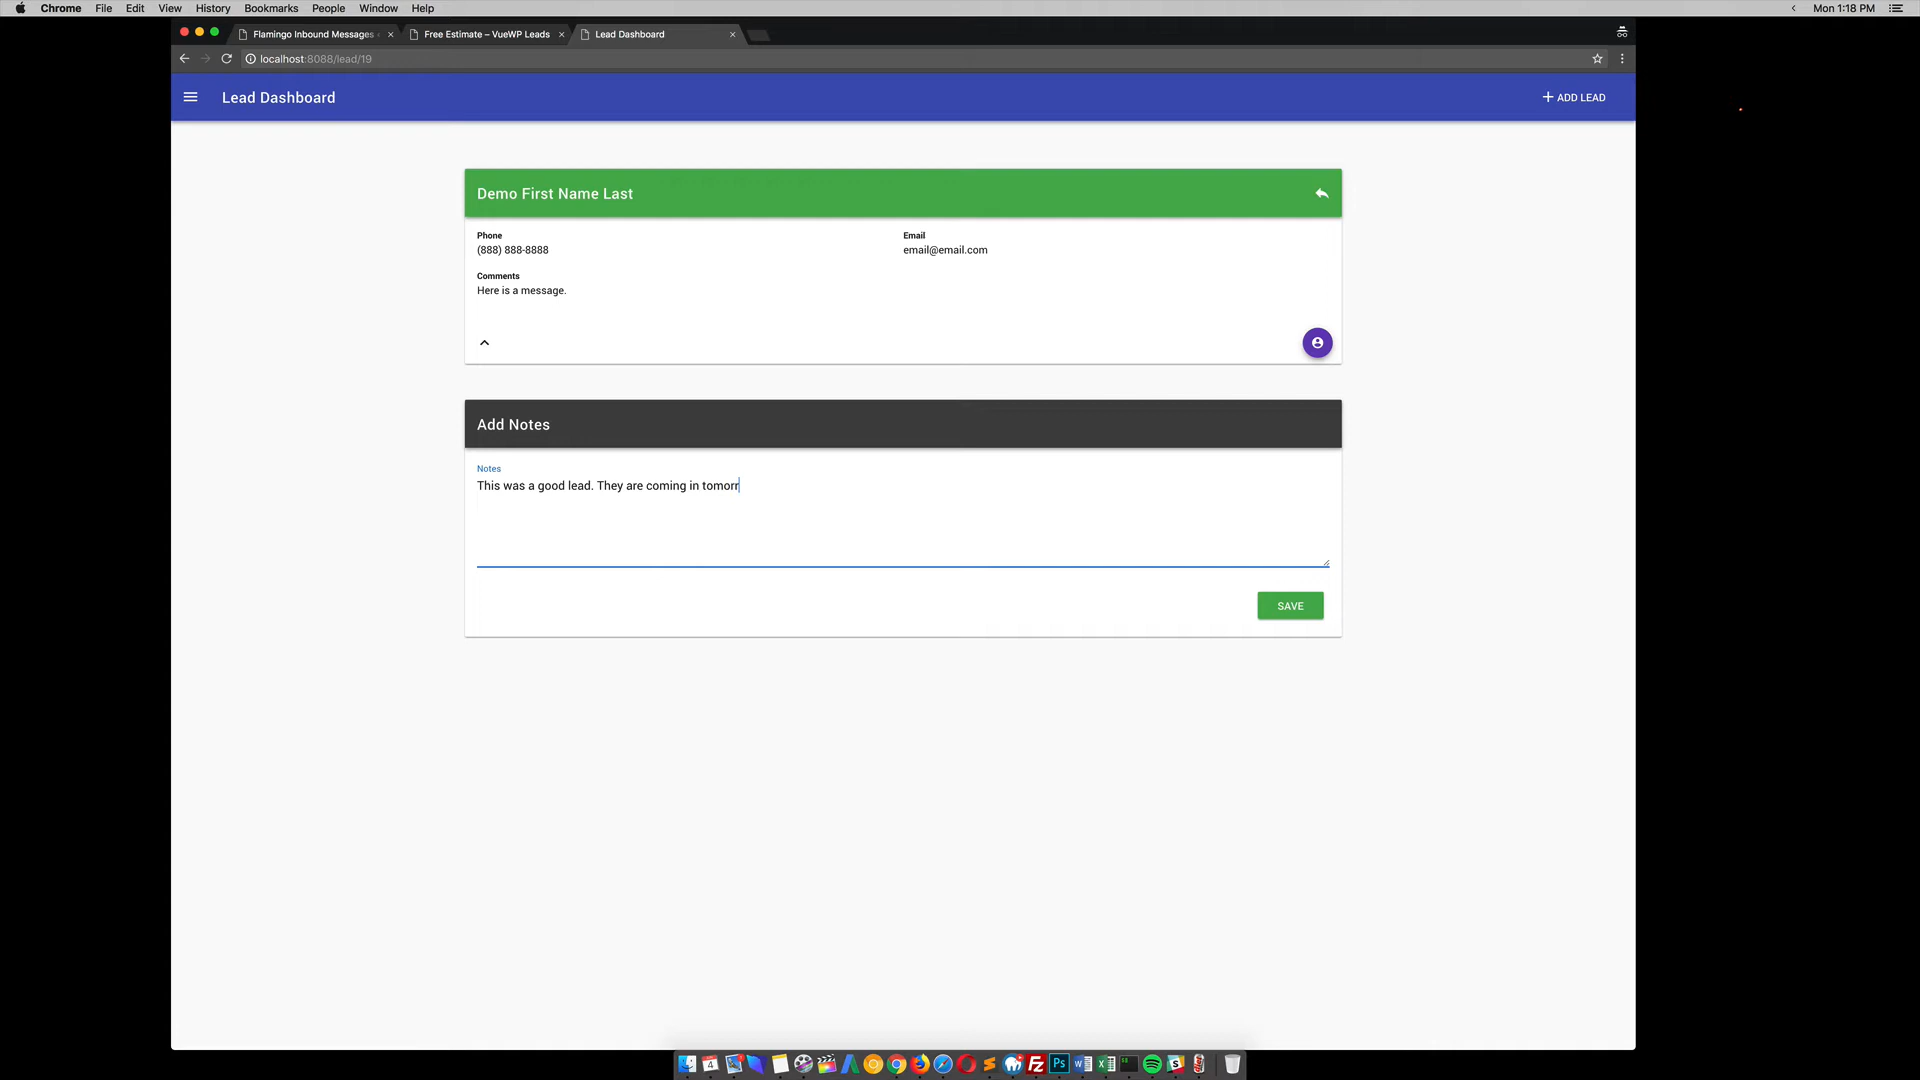 Chrome File Edit View History Bookmarks People Window Help
Mon 1:18 PM
Flamingo Inbound Messages
Free Estimate – VueWP Leads
Lead Dashboard
localhost:8088/lead/19
Lead Dashboard
ADD LEAD
Demo First Name Last
Phone
(888) 888-8888
Email
email@email.com
Comments
Here is a message.
Add Notes
Notes
This was a good lead. They are coming in tomorr
SAVE
4
Fz
Ps